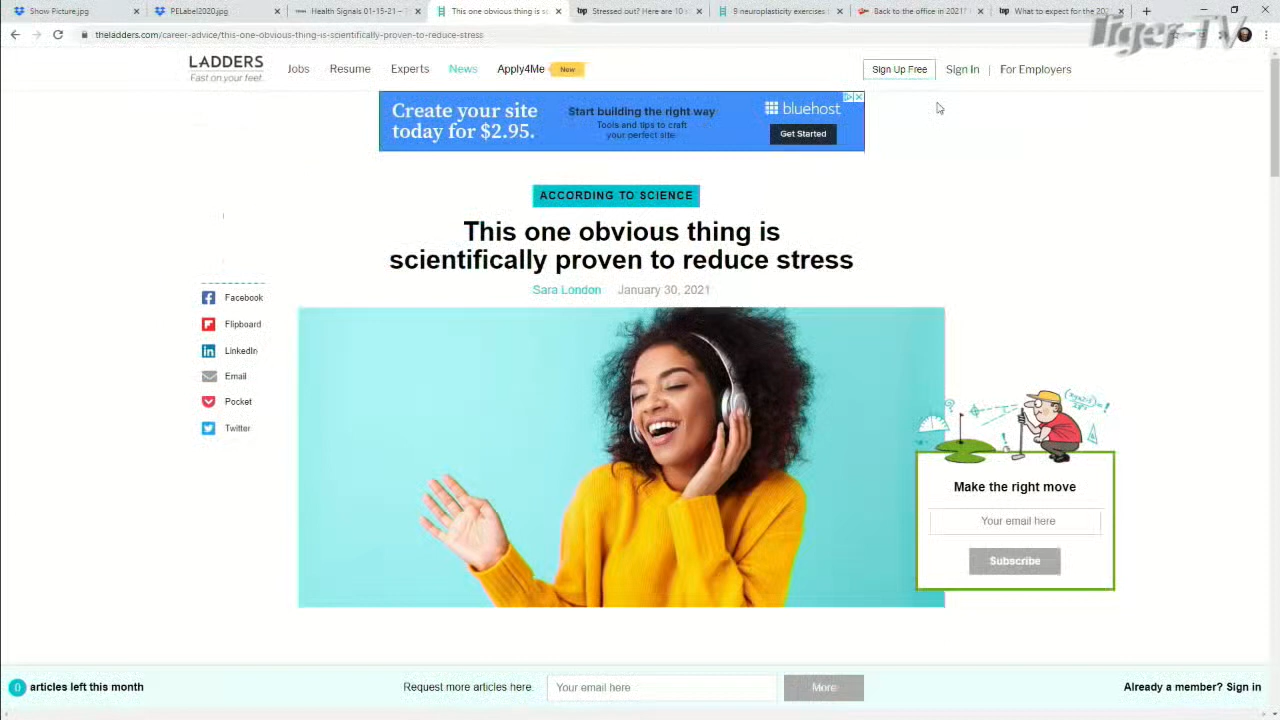 Show Picture.jpg
PELabel2020.jpg
Health Signals 01-15-21 –
This one obvious thing is sc
Stressed out? Here are 10 s
9 neuroplasticity exercises
Back to the office in 2021?
What to expect for the 202
Tiger TV
theladders.com/career-advice/this-one-obvious-thing-is-scientifically-proven-to-reduce-stress
LADDERS
Fast on your feet.
Jobs
Resume
Experts
News
Apply4Me
New
Sign Up Free
Sign In
For Employers
Create your site
today for $2.95.
Start building the right way
Tools and tips to craft
your perfect site
bluehost
Get Started
ACCORDING TO SCIENCE
This one obvious thing is
scientifically proven to reduce stress
Sara London January 30, 2021
Facebook
Flipboard
LinkedIn
Email
Pocket
Twitter
Make the right move
Your email here
Subscribe
0 articles left this month
Request more articles here.
Your email here
More
Already a member? Sign in